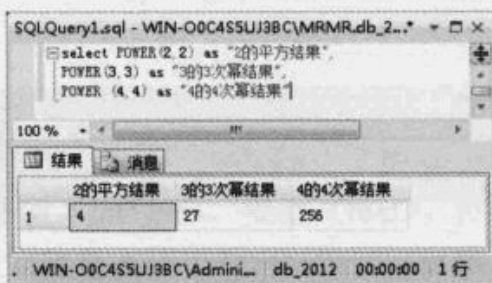 SQLQuery1.sql - WIN-O0C4S5UJ3BC\MRMR.db_2...*
select POWER(2,2) as "2的平方结果",
POWER(3,3) as "3的3次幂结果",
POWER (4,4) as "4的4次幂结果"
100 %
结果 消息
2的平方结果 3的3次幂结果 4的4次幂结果
1 4 27 256
. WIN-O0C4S5UJ3BC\Admini... db_2012 00:00:00 1 行